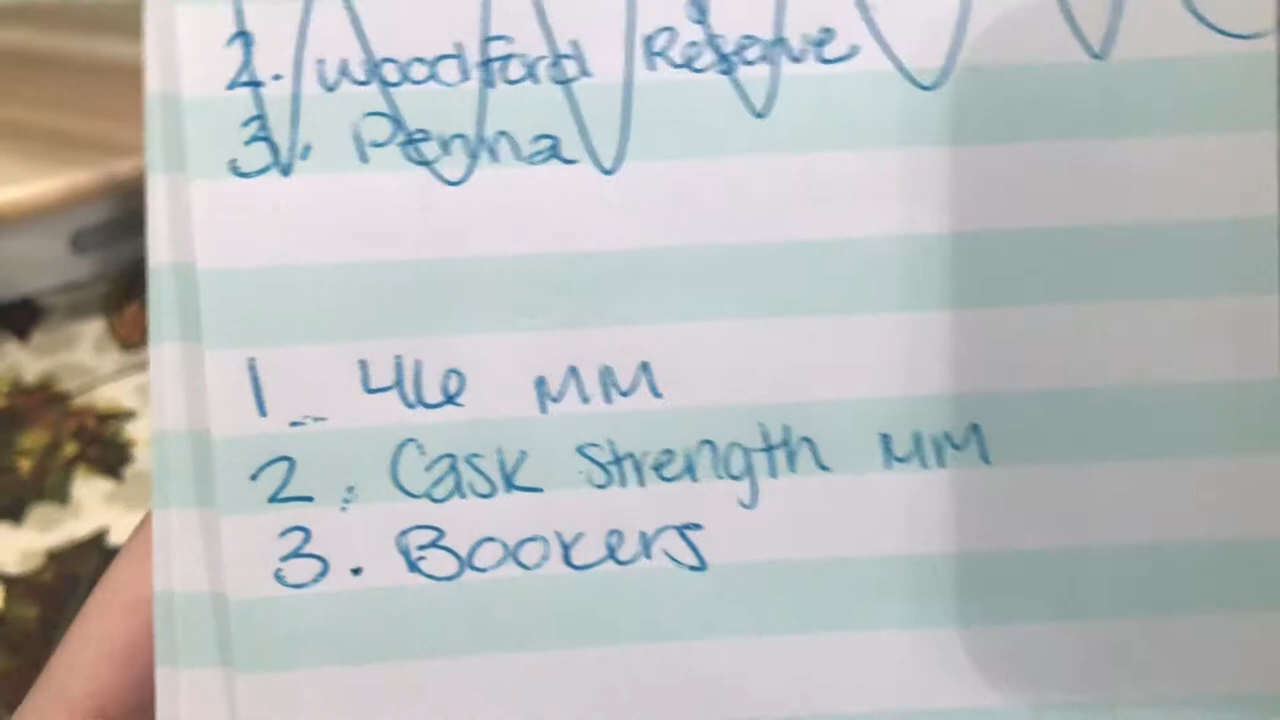 2. Woodford Reserve
3. Penna
1. 46 MM
2. Cask Strength MM
3. Bookers